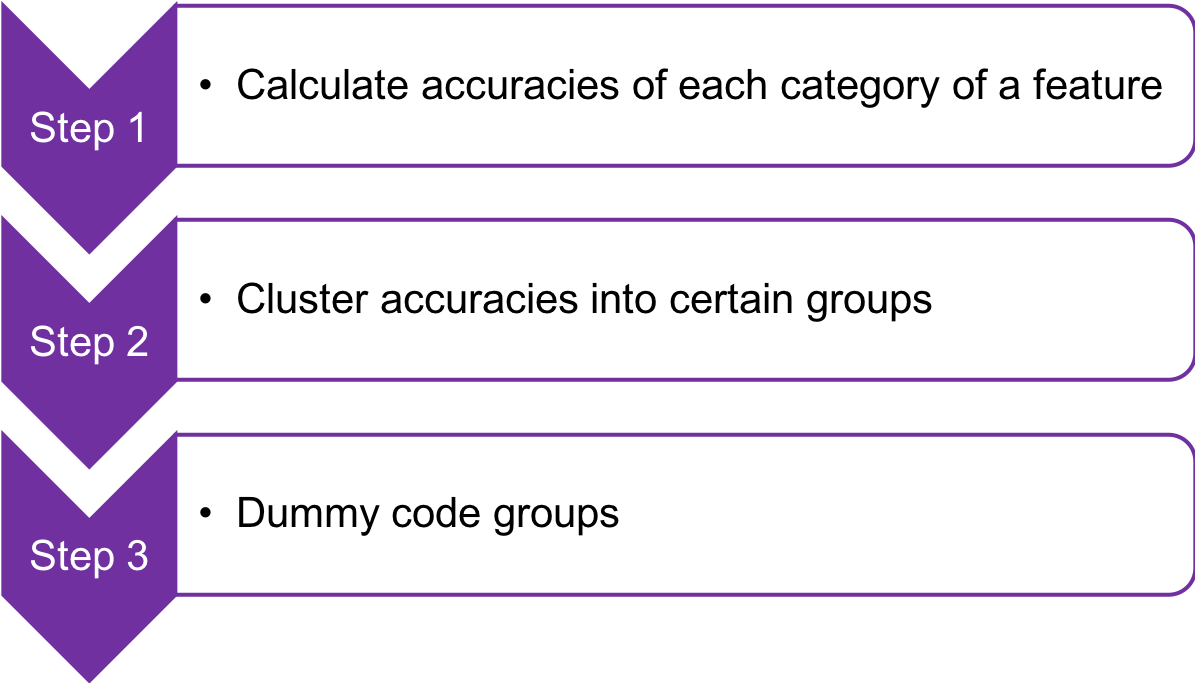 Step 1
• Calculate accuracies of each category of a feature
Step 2
• Cluster accuracies into certain groups
Step 3
• Dummy code groups